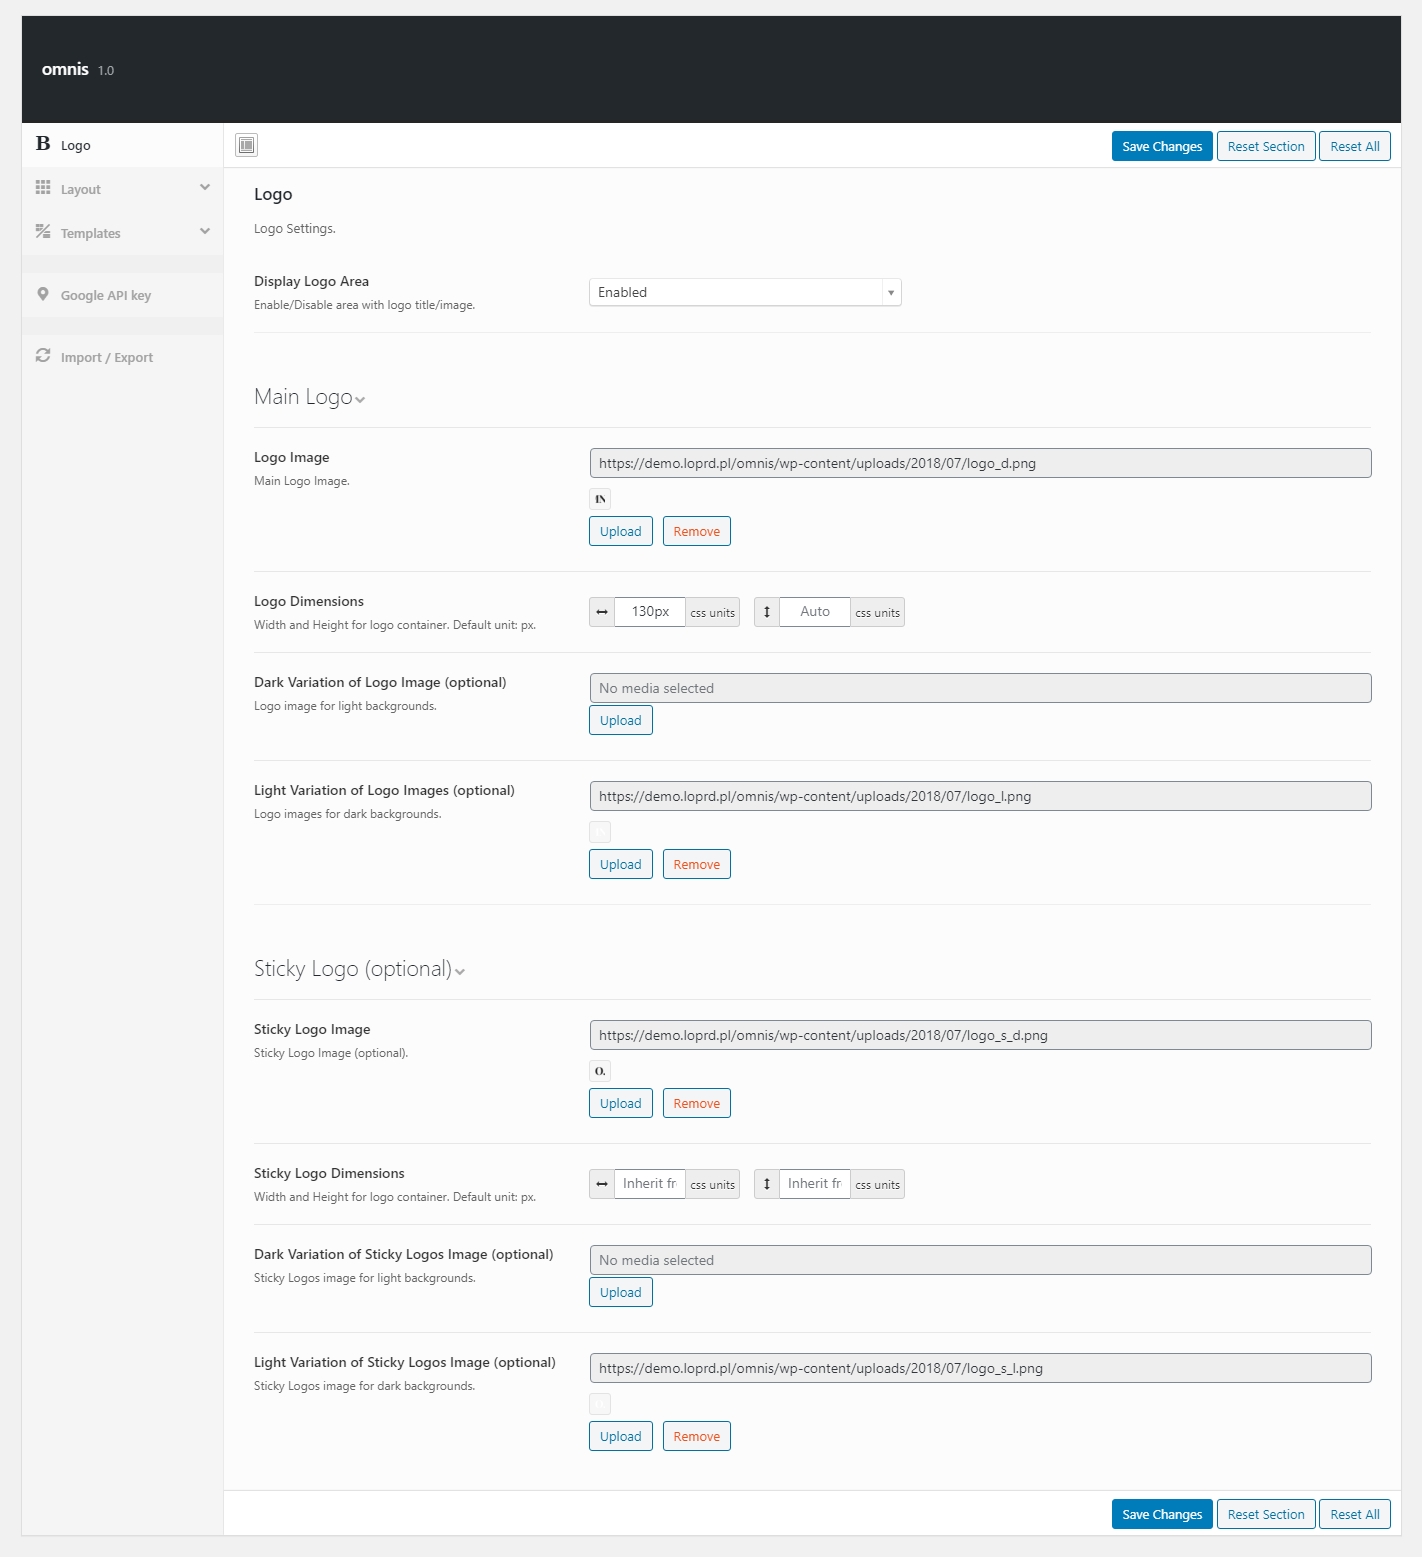 omnis 1.0
B Logo
Save Changes Reset Section Reset All
Layout
Templates
Google API key
Import / Export
Logo
Logo Settings.
Display Logo Area
Enable/Disable area with logo title/image.
Enabled
Main Logo
Logo Image
Main Logo Image.
https://demo.loprd.pl/omnis/wp-content/uploads/2018/07/logo_d.png
Upload Remove
Logo Dimensions
Width and Height for logo container. Default unit: px.
130px css units Auto css units
Dark Variation of Logo Image (optional)
Logo image for light backgrounds.
No media selected
Upload
Light Variation of Logo Images (optional)
Logo images for dark backgrounds.
https://demo.loprd.pl/omnis/wp-content/uploads/2018/07/logo_l.png
Upload Remove
Sticky Logo (optional)
Sticky Logo Image
Sticky Logo Image (optional).
https://demo.loprd.pl/omnis/wp-content/uploads/2018/07/logo_s_d.png
O.
Upload Remove
Sticky Logo Dimensions
Width and Height for logo container. Default unit: px.
Inherit fr css units Inherit fr css units
Dark Variation of Sticky Logos Image (optional)
Sticky Logos image for light backgrounds.
No media selected
Upload
Light Variation of Sticky Logos Image (optional)
Sticky Logos image for dark backgrounds.
https://demo.loprd.pl/omnis/wp-content/uploads/2018/07/logo_s_l.png
Upload Remove
Save Changes Reset Section Reset All